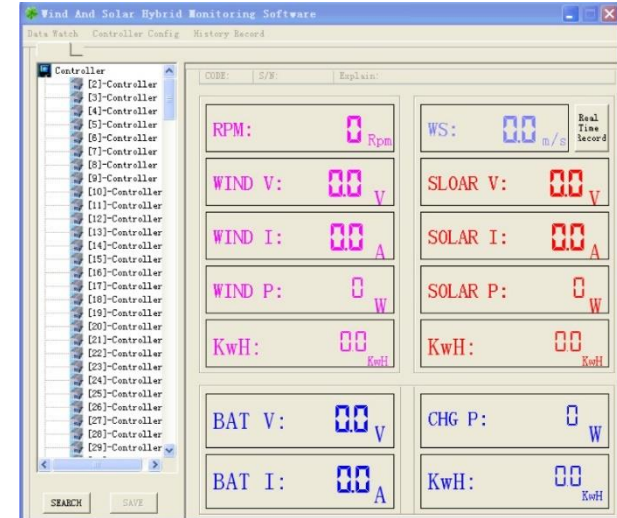 Wind And Solar Hybrid Monitoring Software
Data Watch Controller Config History Record
Controller
[2]-Controller
[3]-Controller
[4]-Controller
[5]-Controller
[6]-Controller
[7]-Controller
[8]-Controller
[9]-Controller
[10]-Controller
[11]-Controller
[12]-Controller
[13]-Controller
[14]-Controller
[15]-Controller
[16]-Controller
[17]-Controller
[18]-Controller
[19]-Controller
[20]-Controller
[21]-Controller
[22]-Controller
[23]-Controller
[24]-Controller
[25]-Controller
[26]-Controller
[27]-Controller
[28]-Controller
[29]-Controller
SEARCH SAVE
CODE: S/N: Explain:
RPM: 0 Rpm
WS: 0.0 m/s
Real
Time
Record
WIND V: 0.0 V
SLOAR V: 0.0 V
WIND I: 0.0 A
SOLAR I: 0.0 A
WIND P: 0 W
SOLAR P: 0 W
KwH: 0.0 KwH
KwH: 0.0 KwH
BAT V: 0.0 V
CHG P: 0 W
BAT I: 0.0 A
KwH: 0.0 KwH